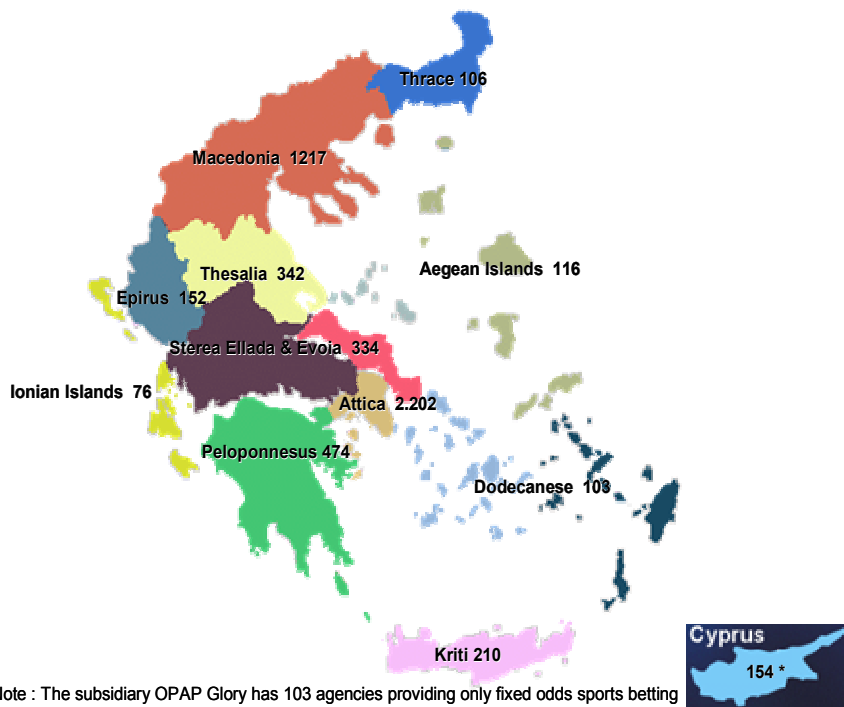 Thrace 106
Macedonia 1217
Aegean Islands 116
Thesalia 342
Epirus 152
Sterea Ellada & Evoia 334
Ionian Islands 76
Attica 2.202
Peloponnesus 474
Dodecanese 103
Cyprus
Kriti 210
154 *
ote : The subsidiary OPAP Glory has 103 agencies providing only fixed odds sports betting